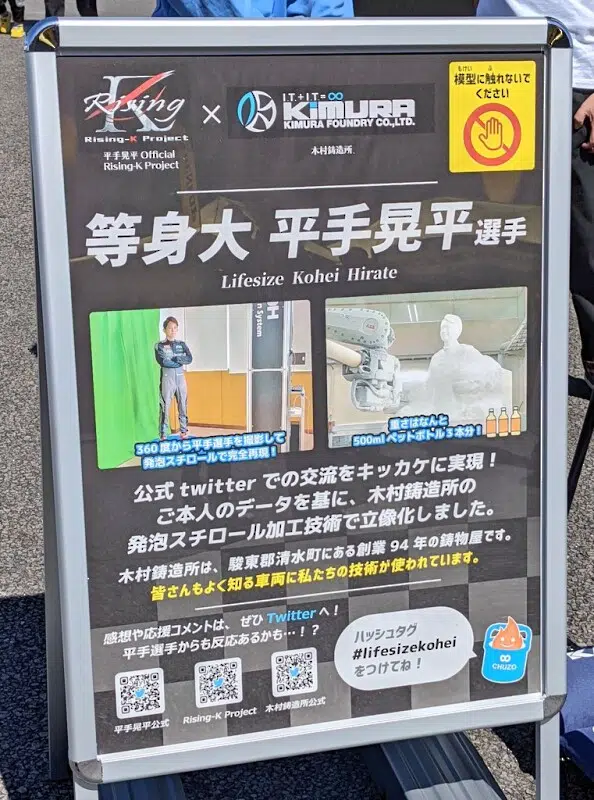 Rising
Rising-K Project
平手晃平 Official
Rising-K Project
×
I.T.+I.T.=∞
KIMURA
KIMURA FOUNDRY CO.,LTD.
木村鋳造所
もけい ふ
模型に触れないで
ください
等身大 平手晃平選手
Lifesize Kohei Hirate
n System
ABB
360度から平手選手を撮影して
発泡スチロールで完全再現！
重さはなんと
500mlペットボトル3本分！
公式twitterでの交流をキッカケに実現！
ご本人のデータを基に、木村鋳造所の
発泡スチロール加工技術で立像化しました。
木村鋳造所は、駿東郡清水町にある創業94年の鋳物屋です。
皆さんもよく知る車両に私たちの技術が使われています。
感想や応援コメントは、ぜひTwitterへ！
平手選手からも反応あるかも…！？
ハッシュタグ
#lifesizekohei
をつけてね！
CHUZO
平手晃平公式
Rising-K Project
木村鋳造所公式